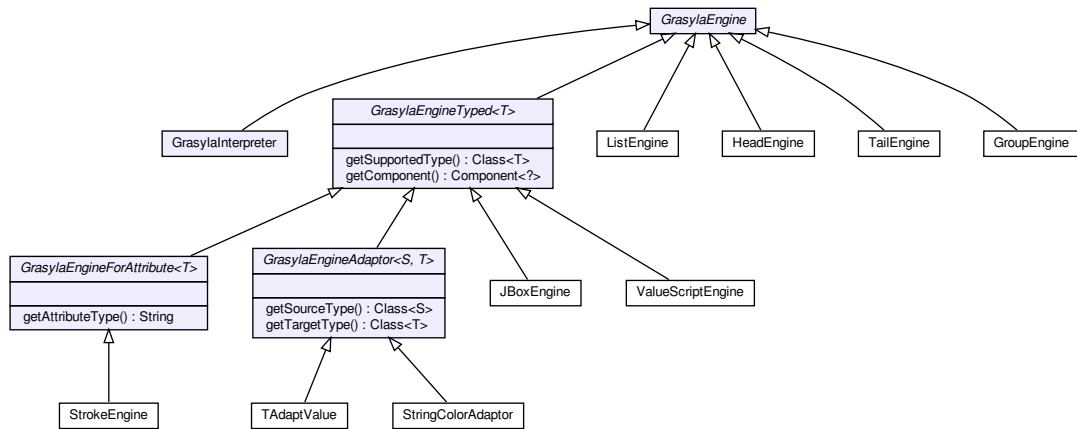 GrasylaEngine
GrasylaInterpreter
GrasylaEngineTyped<T>
getSupportedType() : Class<T>
getComponent() : Component<?>
ListEngine
HeadEngine
TailEngine
GroupEngine
GrasylaEngineForAttribute<T>
getAttributeType() : String
GrasylaEngineAdaptor<S, T>
getSourceType() : Class<S>
getTargetType() : Class<T>
JBoxEngine
ValueScriptEngine
StrokeEngine
TAdaptValue
StringColorAdaptor